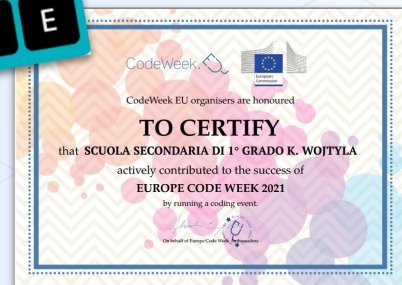 E
CodeWeek.EU
European
Commission
CodeWeek EU organisers are honoured
TO CERTIFY
that SCUOLA SECONDARIA DI 1° GRADO K. WOJTYLA
actively contributed to the success of
EUROPE CODE WEEK 2021
by running a coding event.
On behalf of Europe Code Week Ambassadors